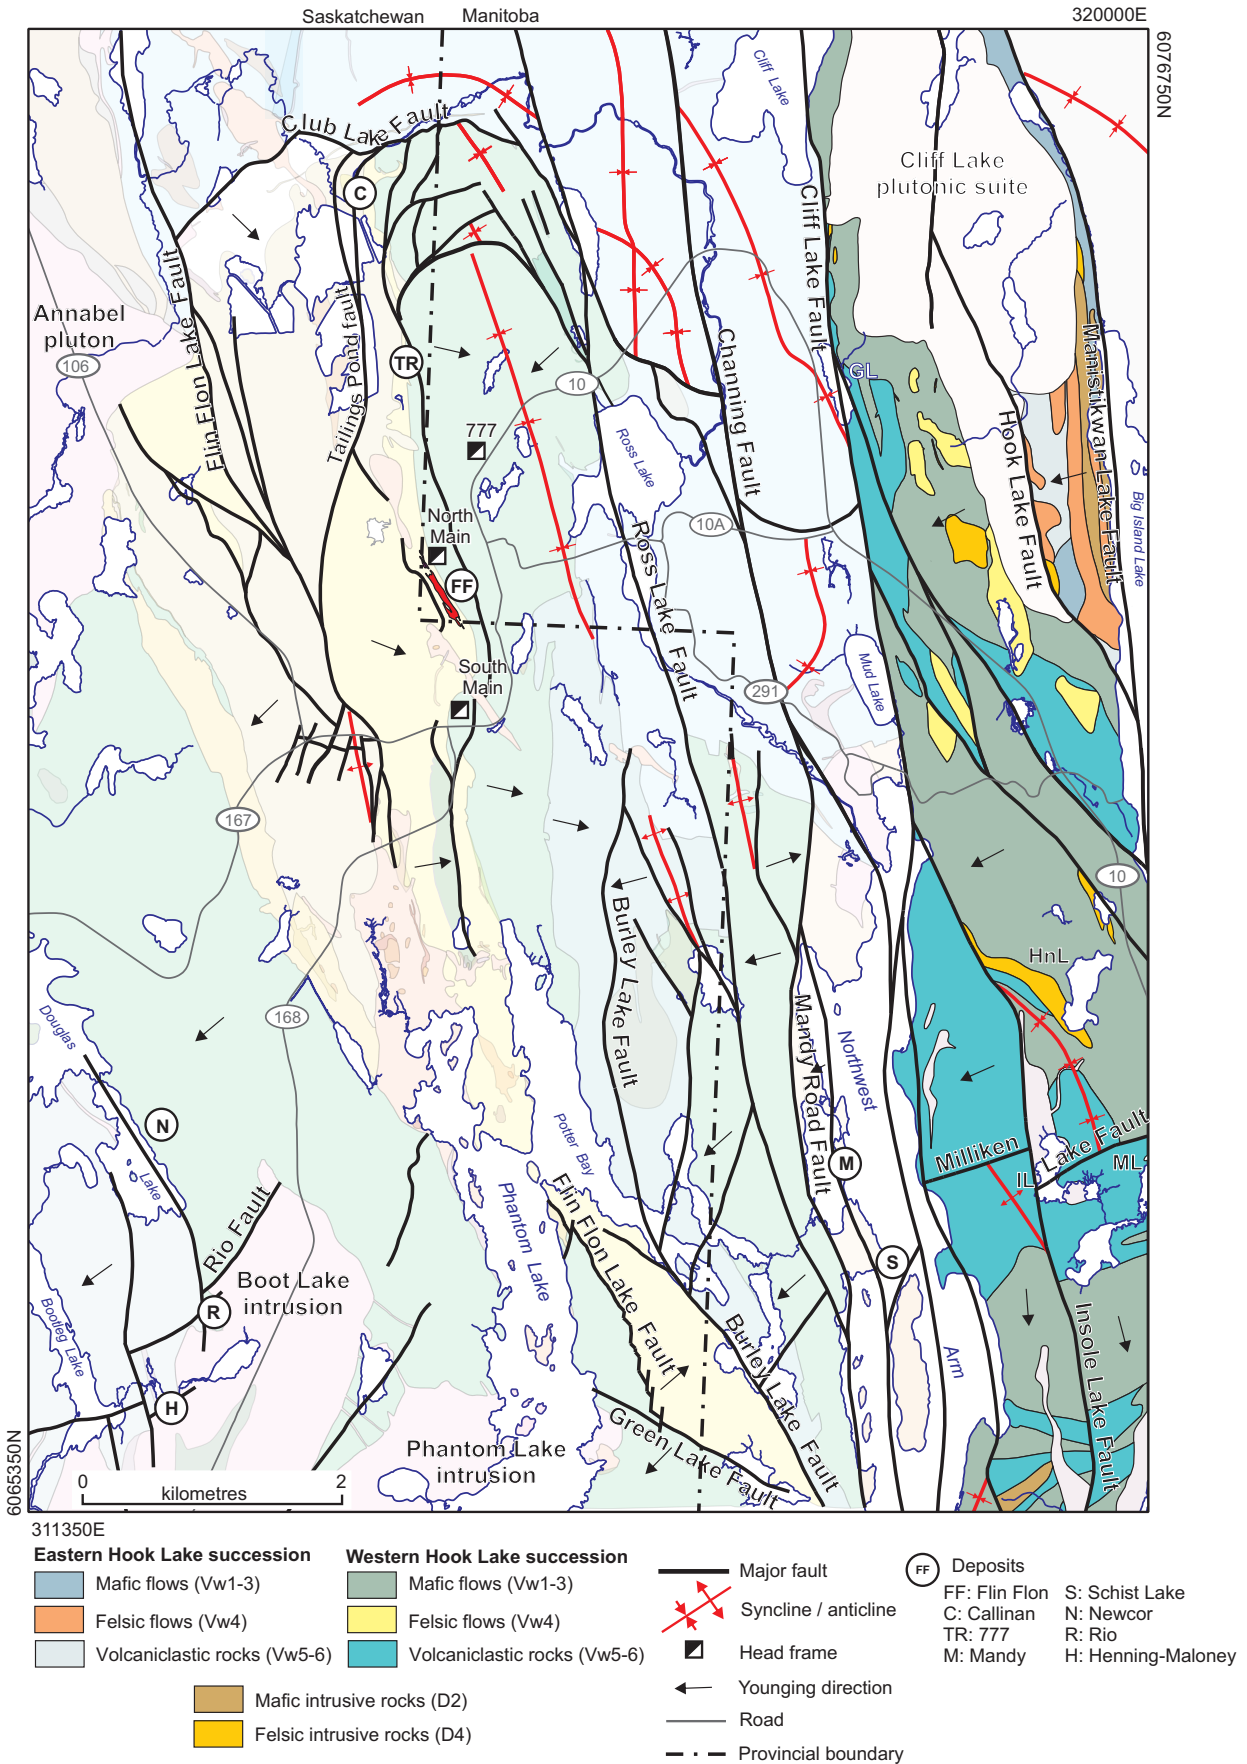 Saskatchewan
Manitoba
320000E
6076750N
Cliff Lake
Club Lake Fault
C
Cliff Lake
plutonic suite
Cliff Lake Fault
Flin Flon Lake Fault
Annabel
pluton
106
Tailings Pond fault
TR
10
GL
Channing Fault
Manistikwan Lake Fault
Hook Lake Fault
777
Ross Lake
Big Island Lake
North
Main
10A
FF
Ross Lake Fault
South
Main
291
Mud Lake
167
10
Burley Lake Fault
HnL
168
Douglas
Lake
Mandy Road Fault
Northwest
N
Potter Bay
M
Milliken
Lake Fault
IL
ML
Phantom Lake
Flin Flon Lake Fault
Rio Fault
S
Boot Lake
intrusion
R
Bootleg Lake
Burley Lake Fault
Arm
Insole Lake Fault
H
Green Lake Fault
Phantom Lake
intrusion
0
2
kilometres
6065350N
311350E
Eastern Hook Lake succession
Mafic flows (Vw1-3)
Felsic flows (Vw4)
Volcaniclastic rocks (Vw5-6)
Western Hook Lake succession
Mafic flows (Vw1-3)
Felsic flows (Vw4)
Volcaniclastic rocks (Vw5-6)
Mafic intrusive rocks (D2)
Felsic intrusive rocks (D4)
Major fault
Syncline / anticline
Head frame
Younging direction
Road
Provincial boundary
FF
Deposits
FF: Flin Flon
C: Callinan
TR: 777
M: Mandy
S: Schist Lake
N: Newcor
R: Rio
H: Henning-Maloney